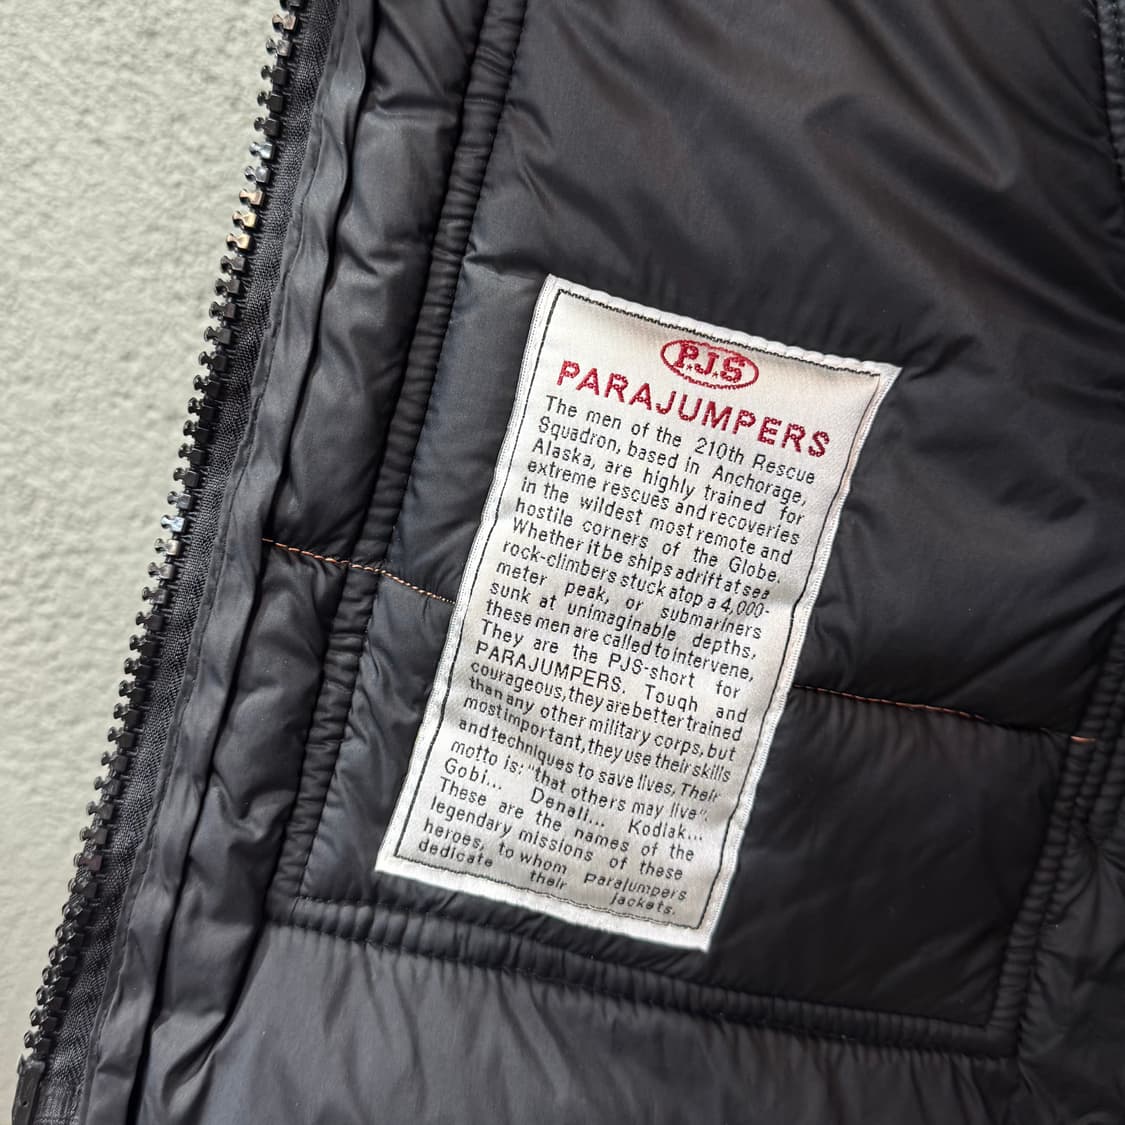 P.J.S
PARAJUMPERS
The men of the 210th Rescue
Squadron, based in Anchorage,
Alaska, are highly trained for
extreme rescues and recoveries
in the wildest most remote and
hostile corners of the Globe.
Whether it be ships adrift at sea
rock-climbers stuck atop a 4,000-
meter peak, or submariners
sunk at unimaginable depths,
these men are called to intervene,
They are the PJS-short for
PARAJUMPERS. Tough and
courageous, they are better trained
than any other military corps, but
most important, they use their skills
and techniques to save lives. Their
motto is: "that others may live".
Gobi... Denali... Kodiak...
These are the names of the
legendary missions of these
heroes, to whom Parajumpers
dedicate their jackets.